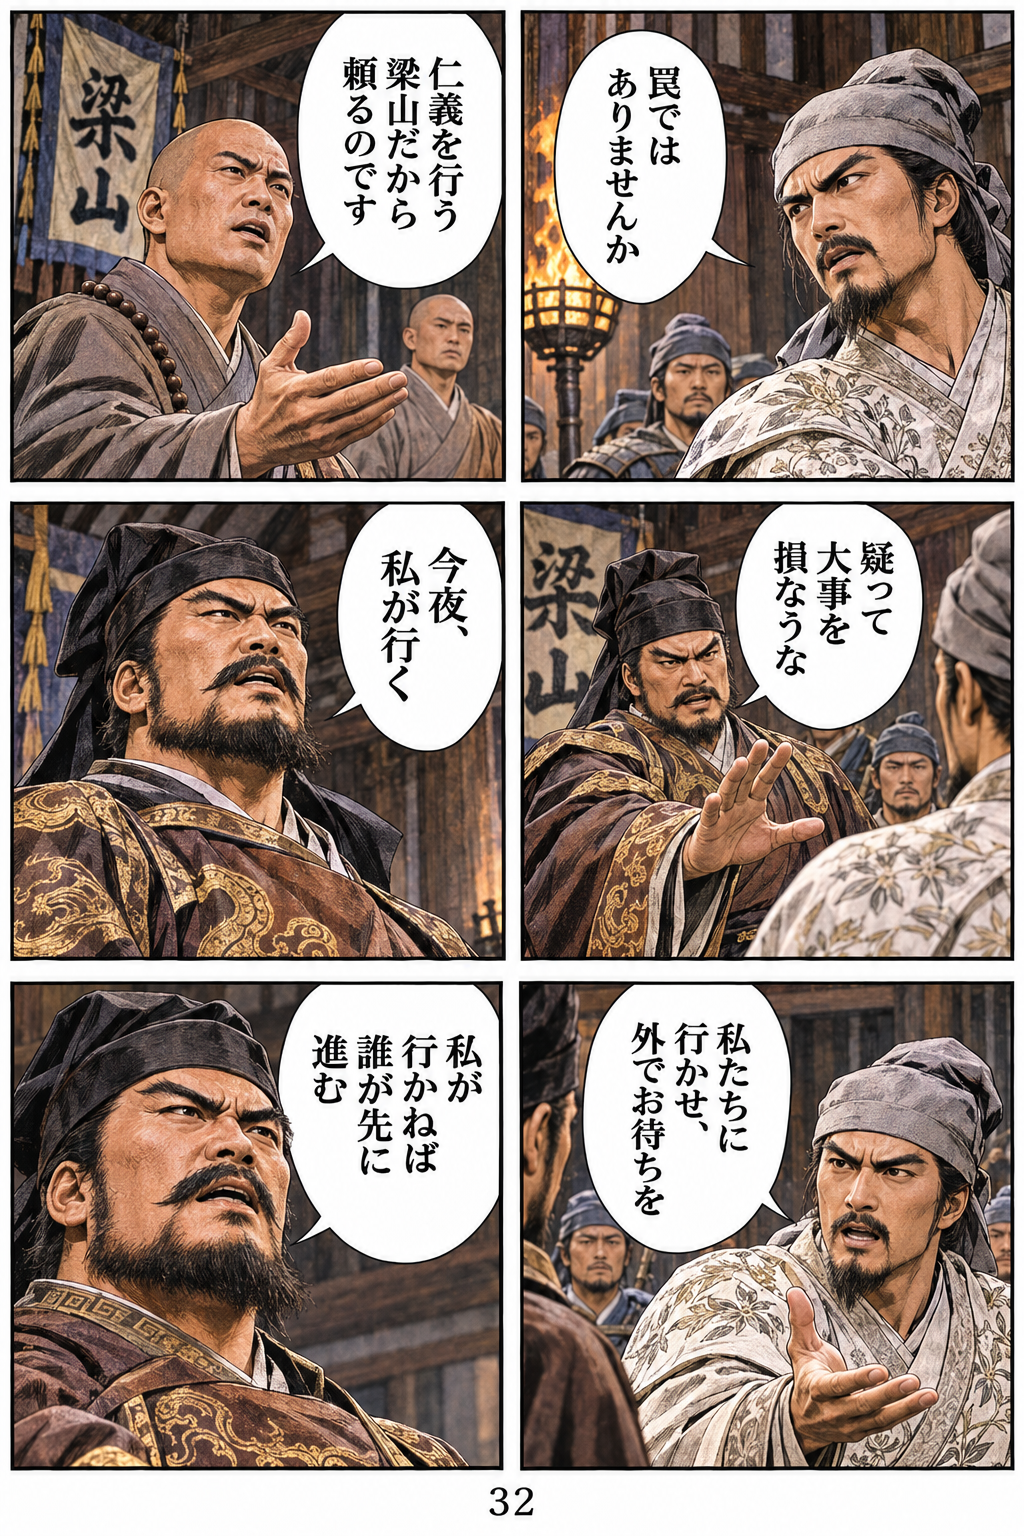 罠では
ありませんか
梁山
仁義を行う
梁山だから
頼るのです
疑って
大事を
損なうな
梁山
今夜、
私が行く
私たちに
行かせ、
外でお待ちを
私が
行かねば
誰が先に
進む
32